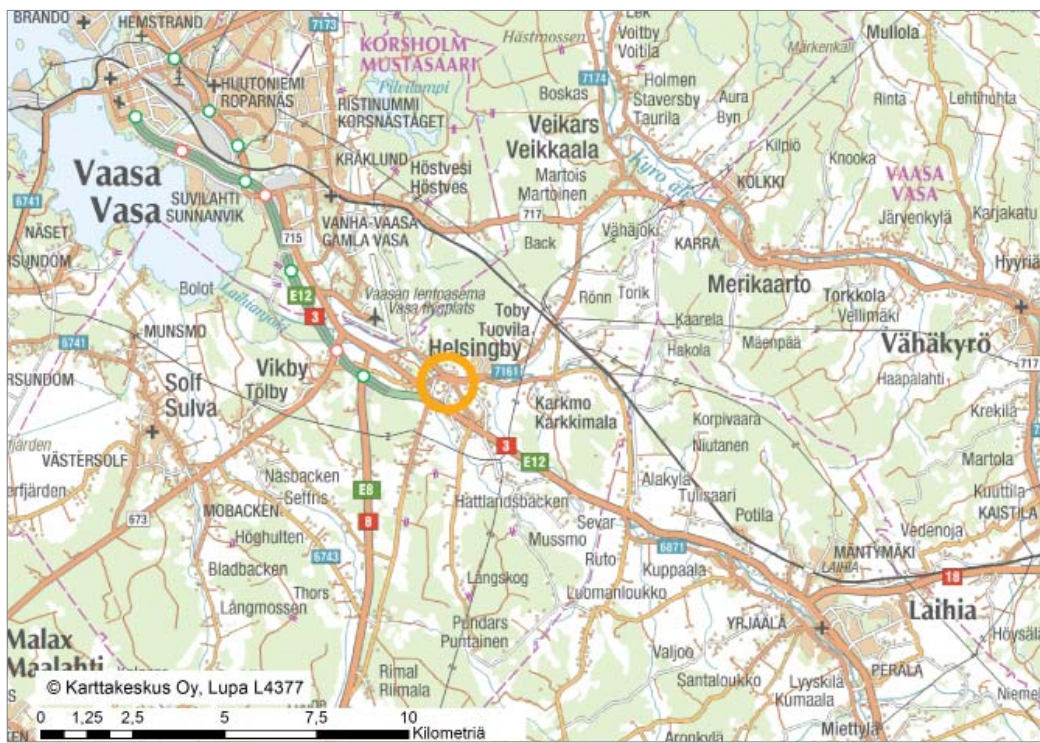 BRANDÖ
HEMSTRAND
7173
KORSHOLM
MUSTASAARI
Pilvilampi
Hästmossen
Voitby
Voitila
Märkenkall
Mullola
7174
Holmen
Staversby
Taurila
Aura
Byn
Rinta
Lehtinuhta
HUUTONIEMI
ROPARNÄS
RISTINUMMI
KORSNÄSTÅGET
Boskas
Veikars
Veikkaala
Kilpiö
Knooka
VAASA
VASA
Kyro
KRÅKLUND
Höstvesi
Höstves
Martois
Martoinen
KOLKKI
Järvenkylä
Karjakatu
Vaasa
Vasa
SUVILAHTI
SUNNANVIK
6741
NÄSET
RSUNDOM
VANHA-VAASA
GAMLA VASA
717
Back
Vähäjoki
KARRA
Hyyriä
715
Bolot
Laihianjoki
E12
3
Vaasan lentoasema
Vasa flygplats
Toby
Tuovila
Rönn
Torik
Merikaarto
Torkkola
Vellimäki
MUNSMO
6741
Helsingby
7161
Kaarela
Hakola
Mäenpää
Vähäkyrö
RSUNDOM
Solf
Sulva
Vikby
Tölby
Haapalahti
717
Karkmo
Karkkimala
Korpivaara
Niutanen
Krekilä
VÄSTERSOLF
3
E12
Martola
Näsbacken
Seffris
E8
8
Hattlandsbacken
Alakylä
Tulisaari
Kuuttila
KAISTILA
673
MOBACKEN
Höghulten
6743
Sevar
Mussmo
Ruto
Potila
Vedenoja
6871
MÄNTYMÄKI
LAIHIA
18
Bladbacken
Thors
Långskog
Kuppaala
Luomanloukko
Laihia
Långmossen
Pundars
Puntainen
YRJÄÄLÄ
Höysälä
Malax
Maalahti
Valjoo
PERÄLÄ
Rimal
Riimala
Santaloukko
Lyyskilä
Kumaala
Niemel
Miettylä
Aronkylä
© Karttakeskus Oy, Lupa L4377
0 1,25 2,5 5 7,5 10
Kilometriä